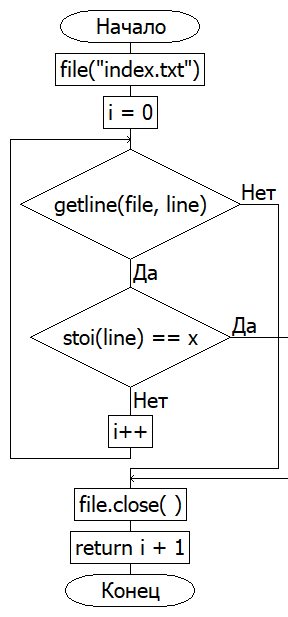 Начало
file("index.txt")
i = 0
getline(file, line)
Нет
Да
stoi(line) == x
Да
Нет
i++
file.close( )
return i + 1
Конец